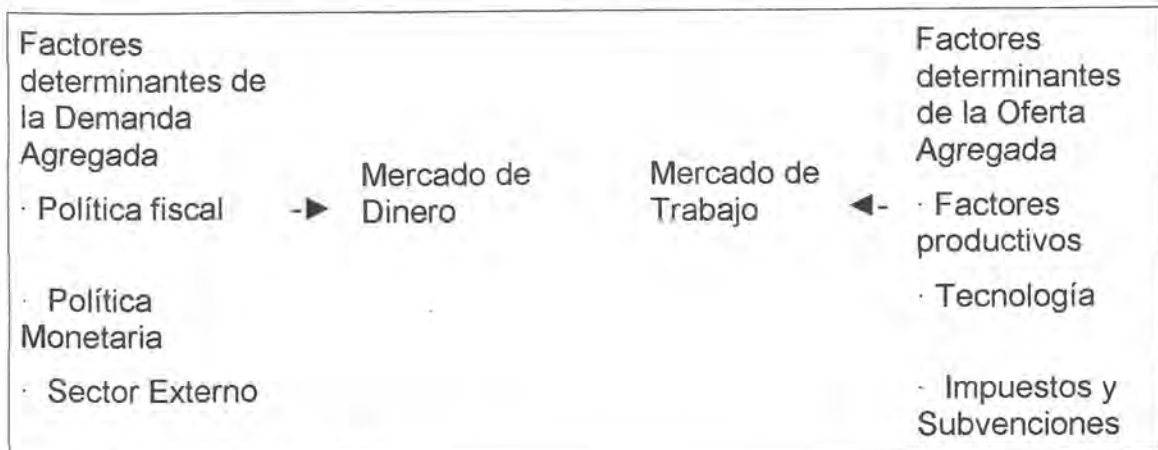 Factores
determinantes de
la Demanda
Agregada
· Política fiscal
· Política
Monetaria
· Sector Externo
-►
Mercado de
Dinero
Mercado de
Trabajo
◄-
Factores
determinantes
de la Oferta
Agregada
· Factores
productivos
· Tecnología
· Impuestos y
Subvenciones